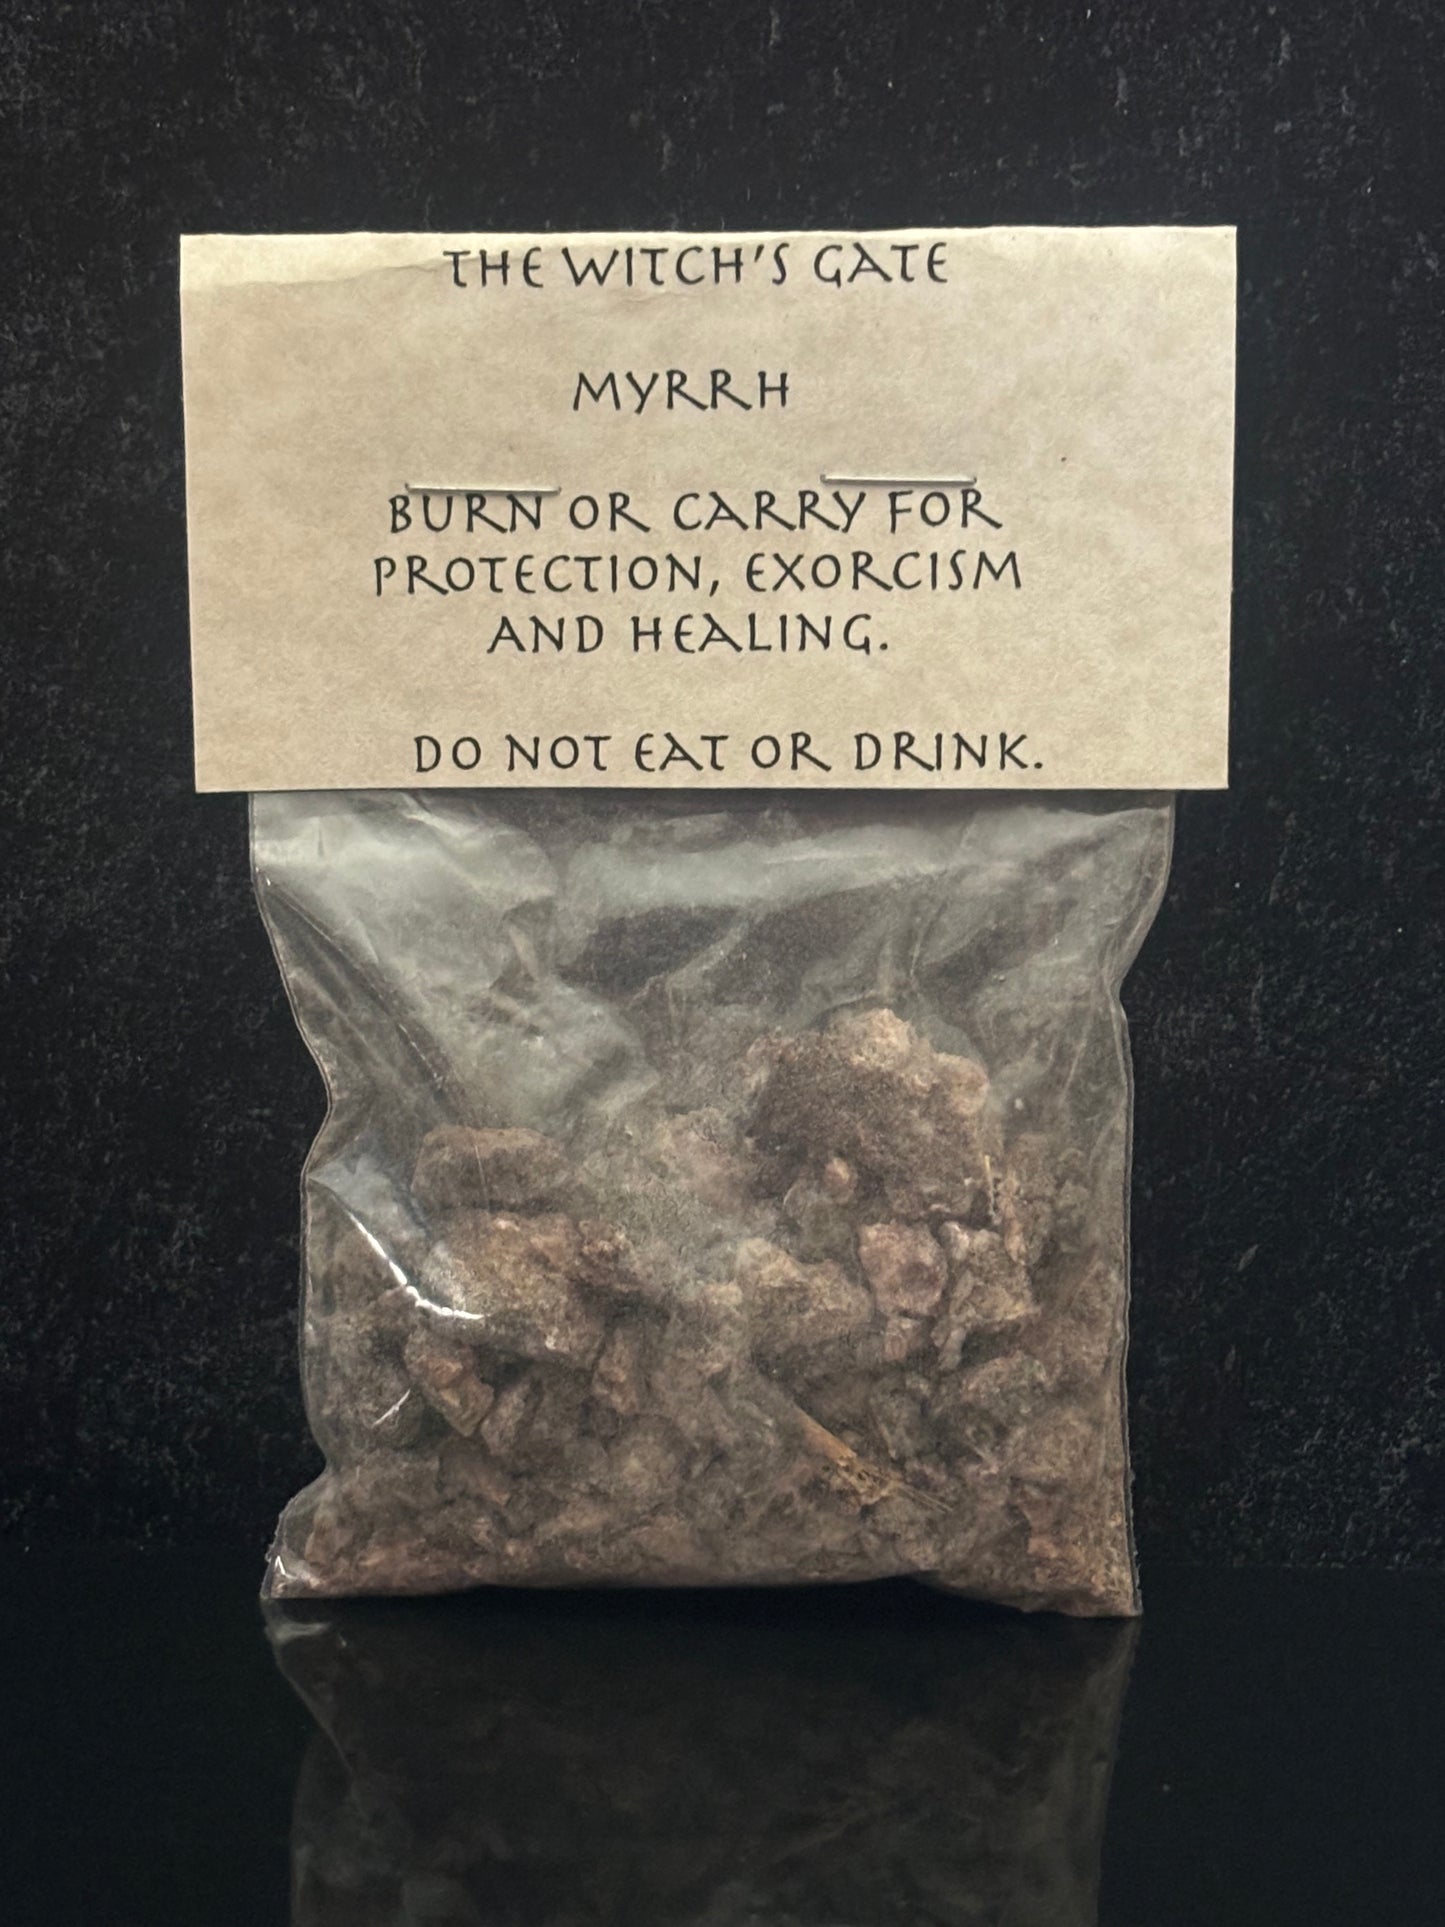 THE WITCH'S GATE
MYRRH
BURN OR CARRY FOR
PROTECTION, EXORCISM
AND HEALING.
DO NOT EAT OR DRINK.